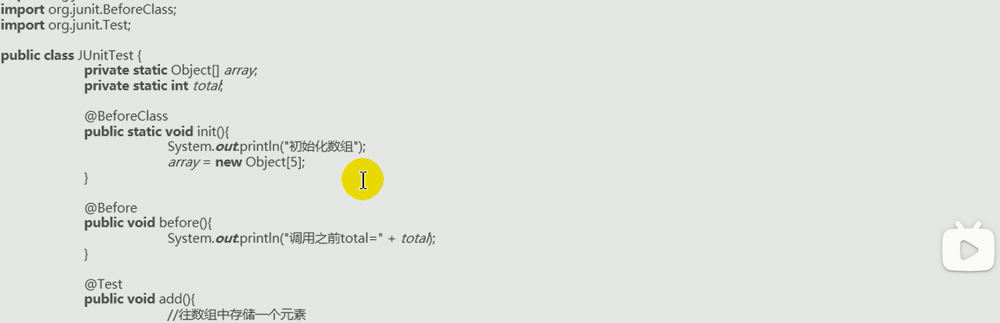 import org.junit.BeforeClass;
import org.junit.Test;
public class JUnitTest {
private static Object[] array;
private static int total;
@BeforeClass
public static void init(){
System.out.println("初始化数组");
array = new Object[5];
}
@Before
public void before(){
System.out.println("调用之前total=" + total);
}
@Test
public void add(){
//往数组中存储一个元素